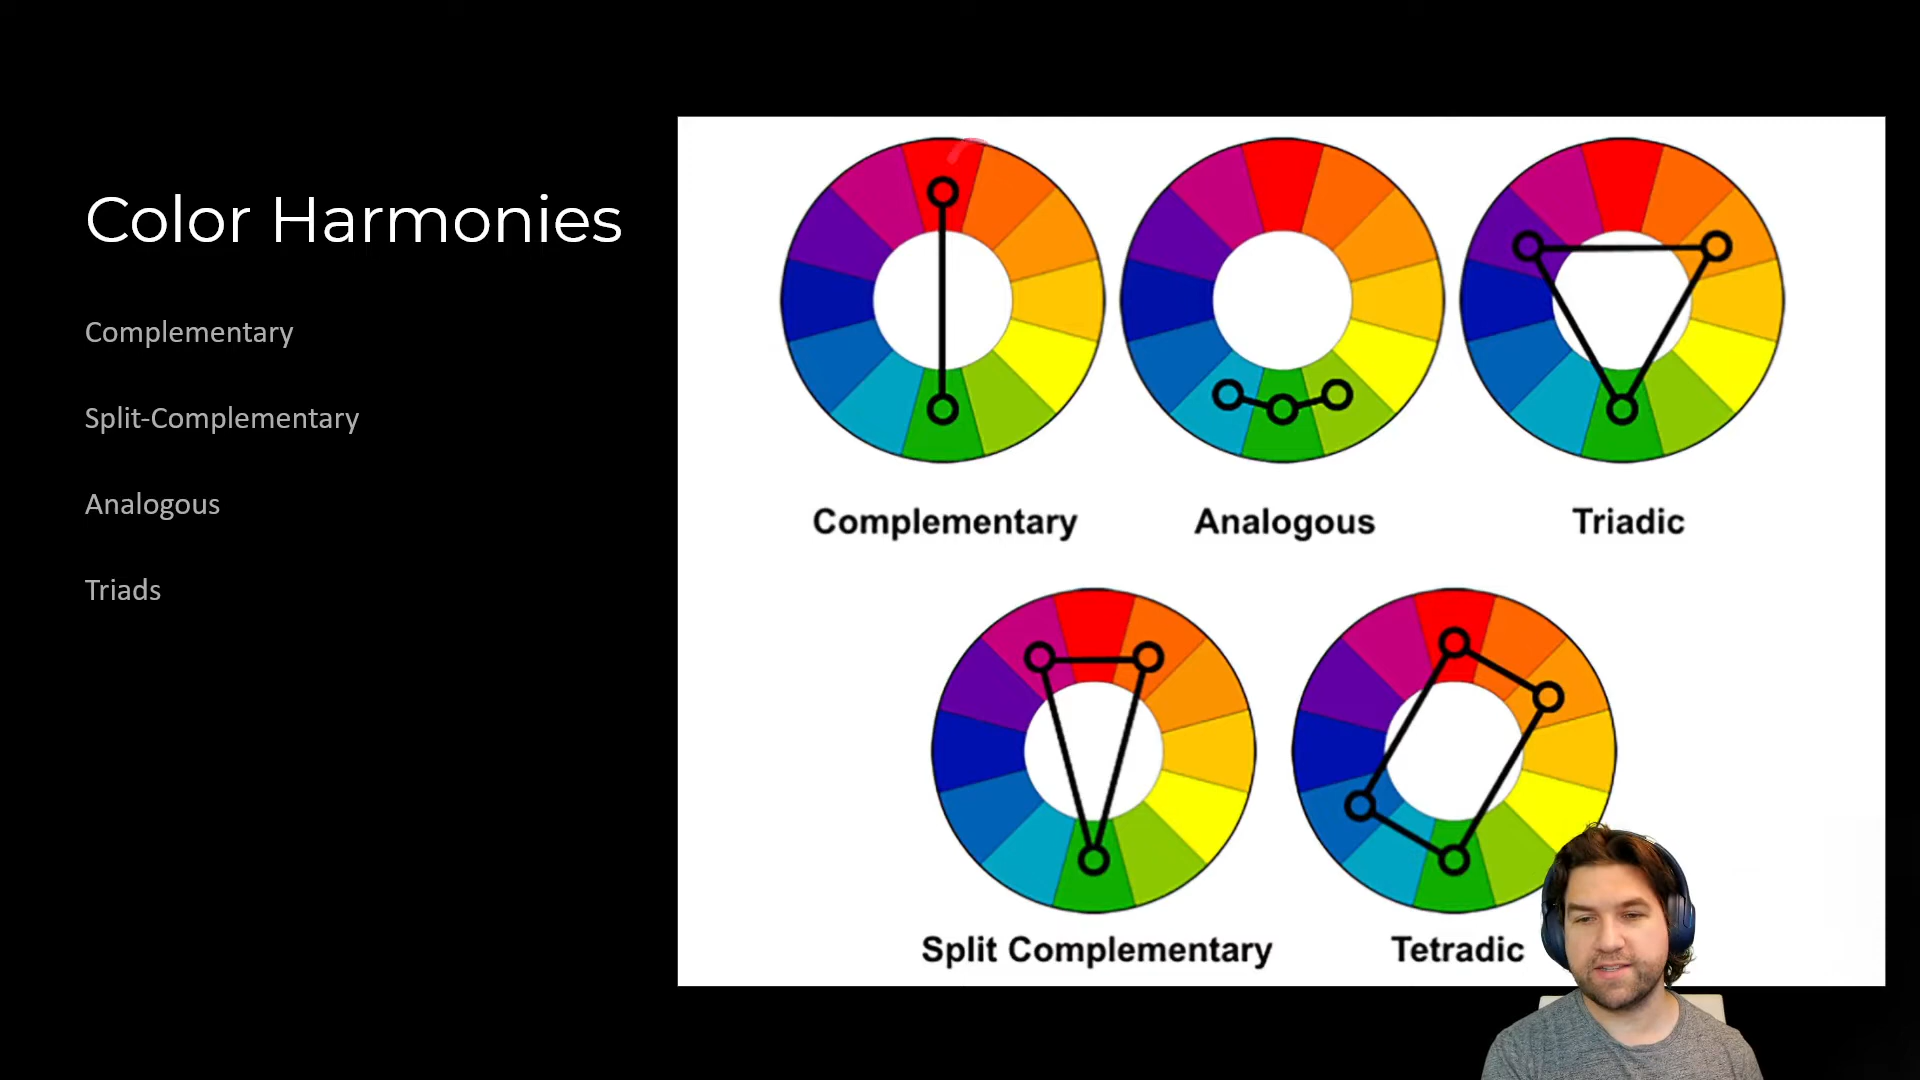 Color Harmonies
Complementary
Split-Complementary
Analogous
Triads
Complementary
Analogous
Triadic
Split Complementary
Tetradic